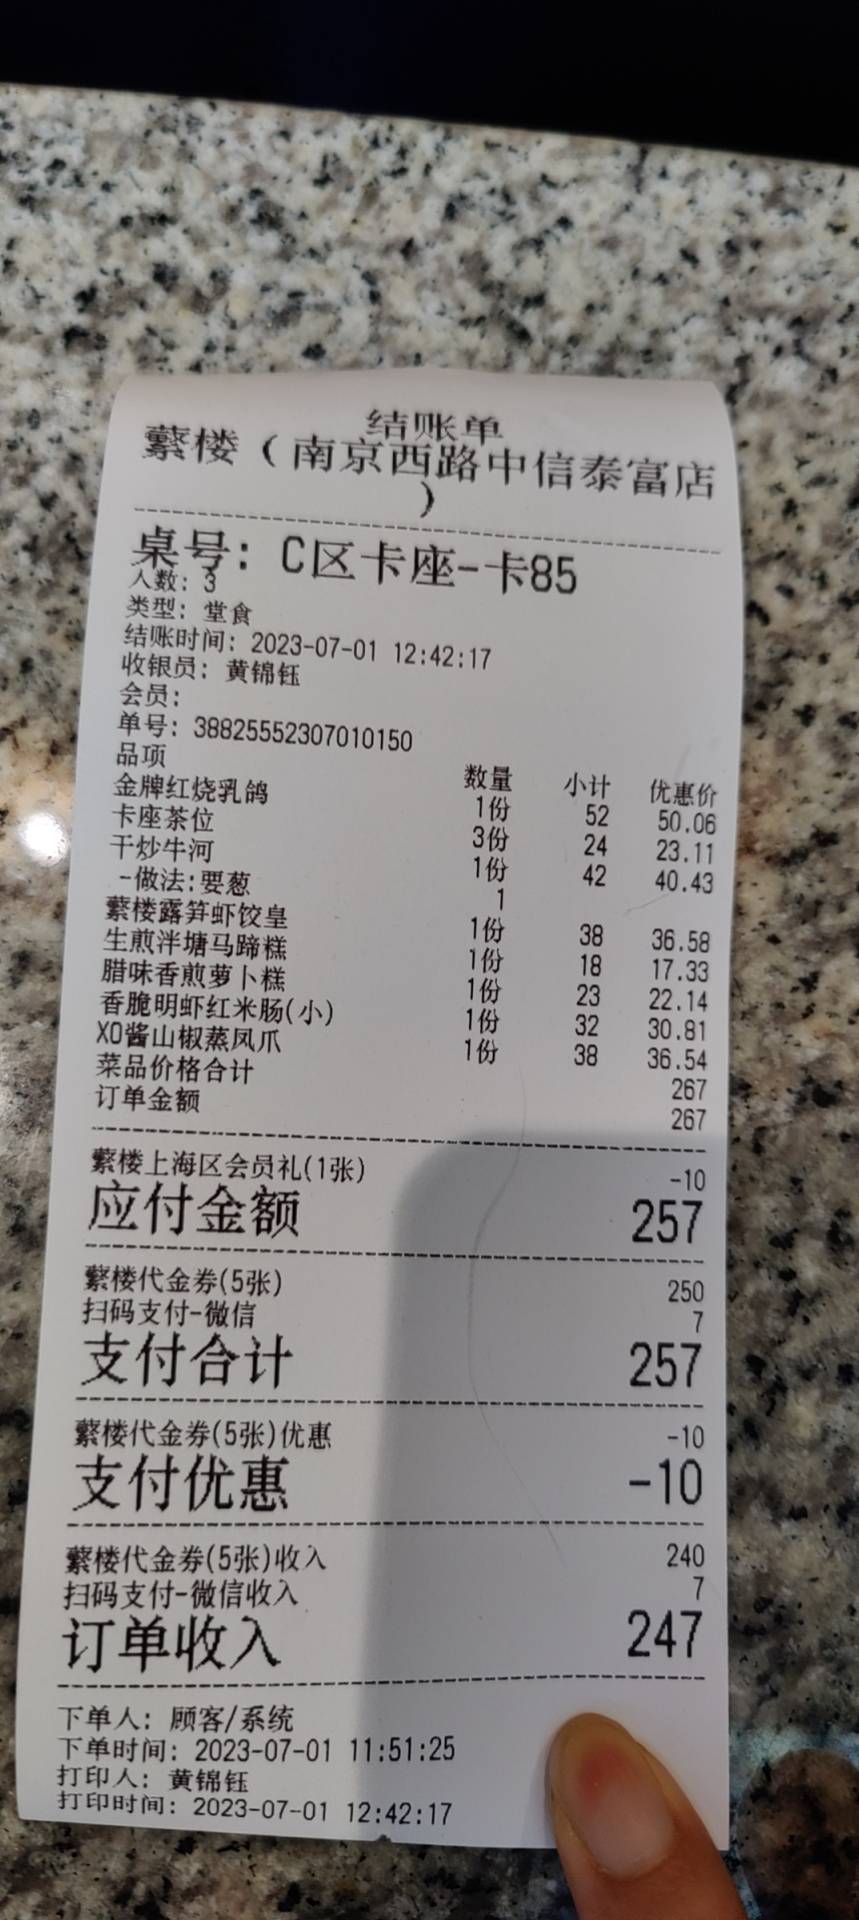 结账单
蘩楼（南京西路中信泰富店
）
桌号: C区卡座-卡85
人数: 3
类型: 堂食
结账时间: 2023-07-01 12:42:17
收银员: 黄锦钰
会员:
单号: 38825552307010150
品项 数量 小计 优惠价
金牌红烧乳鸽 1份 52 50.06
卡座茶位 3份 24 23.11
干炒牛河 1份 42 40.43
-做法:要葱 1
蘩楼露笋虾饺皇 1份 38 36.58
生煎泮塘马蹄糕 1份 18 17.33
腊味香煎萝卜糕 1份 23 22.14
香脆明虾红米肠(小) 1份 32 30.81
XO酱山椒蒸凤爪 1份 38 36.54
菜品价格合计 267
订单金额 267
蘩楼上海区会员礼(1张) -10
应付金额 257
蘩楼代金券(5张) 250
扫码支付-微信 7
支付合计 257
蘩楼代金券(5张)优惠 -10
支付优惠 -10
蘩楼代金券(5张)收入 240
扫码支付-微信收入 7
订单收入 247
下单人: 顾客/系统
下单时间: 2023-07-01 11:51:25
打印人: 黄锦钰
打印时间: 2023-07-01 12:42:17